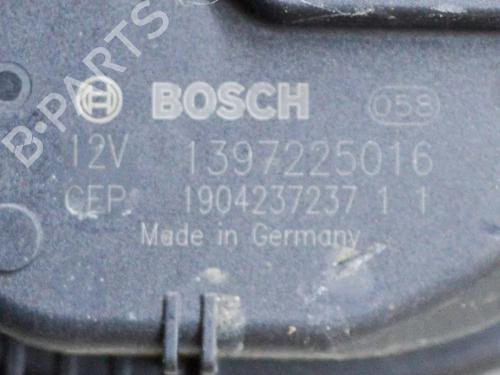 B-PARTS
BOSCH 058
12V 1397225016
CEP 1904237237 1 1
Made in Germany